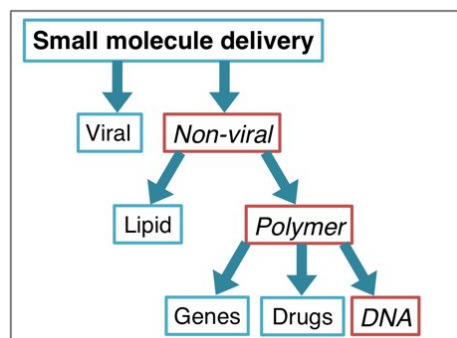 Small molecule delivery
Viral
Non-viral
Lipid
Polymer
Genes
Drugs
DNA